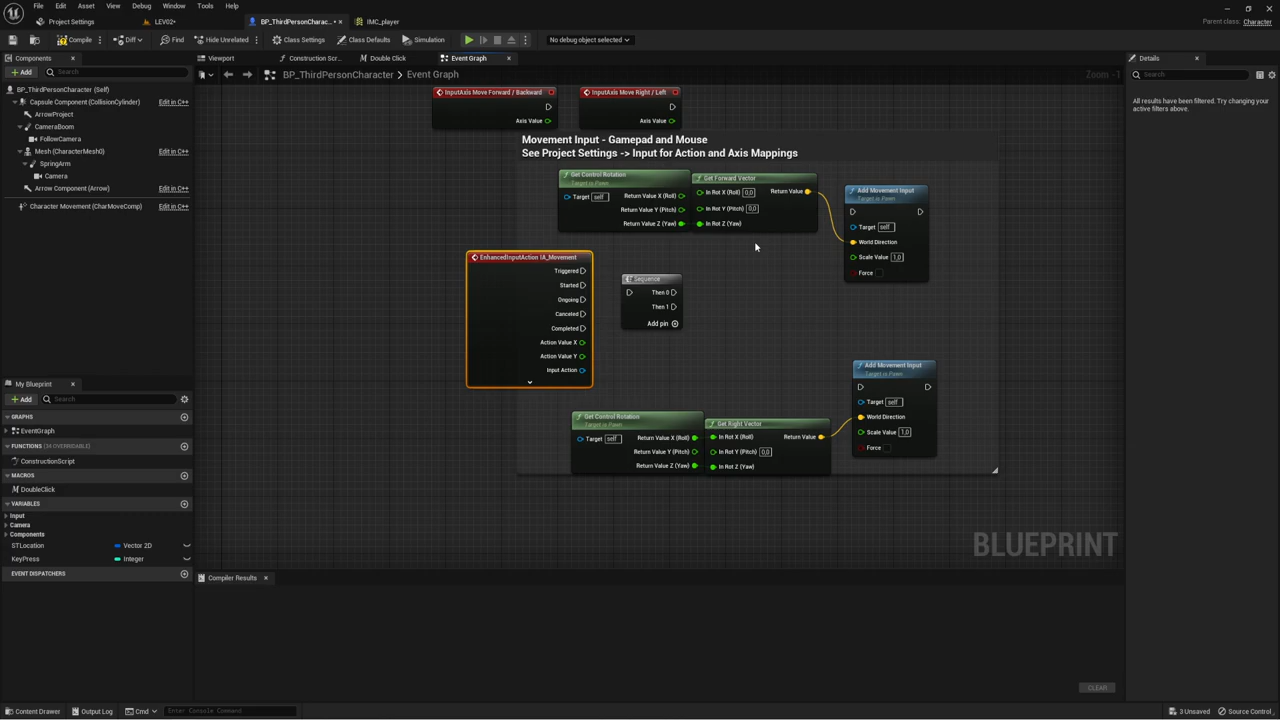 File Edit Asset View Debug Window Tools Help
Project Settings
LEV02•
BP_ThirdPersonCharac... •
IMC_player
Parent class: Character
Compile
Diff
Find
Hide Unrelated
Class Settings
Class Defaults
Simulation
No debug object selected
Components
Viewport
Construction Scr...
Double Click
Event Graph
Details
Add
Search
BP_ThirdPersonCharacter > Event Graph
Zoom -1
Search
BP_ThirdPersonCharacter (Self)
Capsule Component (CollisionCylinder) Edit in C++
ArrowProject
CameraBoom Edit in C++
FollowCamera
Mesh (CharacterMesh0) Edit in C++
SpringArm
Camera
Arrow Component (Arrow) Edit in C++
Character Movement (CharMoveComp) Edit in C++
All results have been filtered. Try changing your
active filters above.
InputAxis Move Forward / Backward
Axis Value
InputAxis Move Right / Left
Axis Value
Movement Input - Gamepad and Mouse
See Project Settings -> Input for Action and Axis Mappings
Get Control Rotation
Target is Pawn
Target self
Return Value X (Roll)
Return Value Y (Pitch)
Return Value Z (Yaw)
Get Forward Vector
In Rot X (Roll) 0,0
Return Value
In Rot Y (Pitch) 0,0
In Rot Z (Yaw)
Add Movement Input
Target is Pawn
Target self
World Direction
Scale Value 1,0
Force
EnhancedInputAction IA_Movement
Triggered
Started
Ongoing
Canceled
Completed
Action Value X
Action Value Y
Input Action
Sequence
Then 0
Then 1
Add pin
Add Movement Input
Target is Pawn
Target self
World Direction
Scale Value 1,0
Force
Get Control Rotation
Target is Pawn
Target self
Return Value X (Roll)
Return Value Y (Pitch)
Return Value Z (Yaw)
Get Right Vector
In Rot X (Roll)
Return Value
In Rot Y (Pitch) 0,0
In Rot Z (Yaw)
BLUEPRINT
My Blueprint
Add
Search
GRAPHS
EventGraph
FUNCTIONS (34 OVERRIDABLE)
ConstructionScript
MACROS
DoubleClick
VARIABLES
Input
Camera
Components
STLocation Vector 2D
KeyPress Integer
EVENT DISPATCHERS
Compiler Results
CLEAR
Content Drawer
Output Log
Cmd
Enter Console Command
3 Unsaved
Source Control